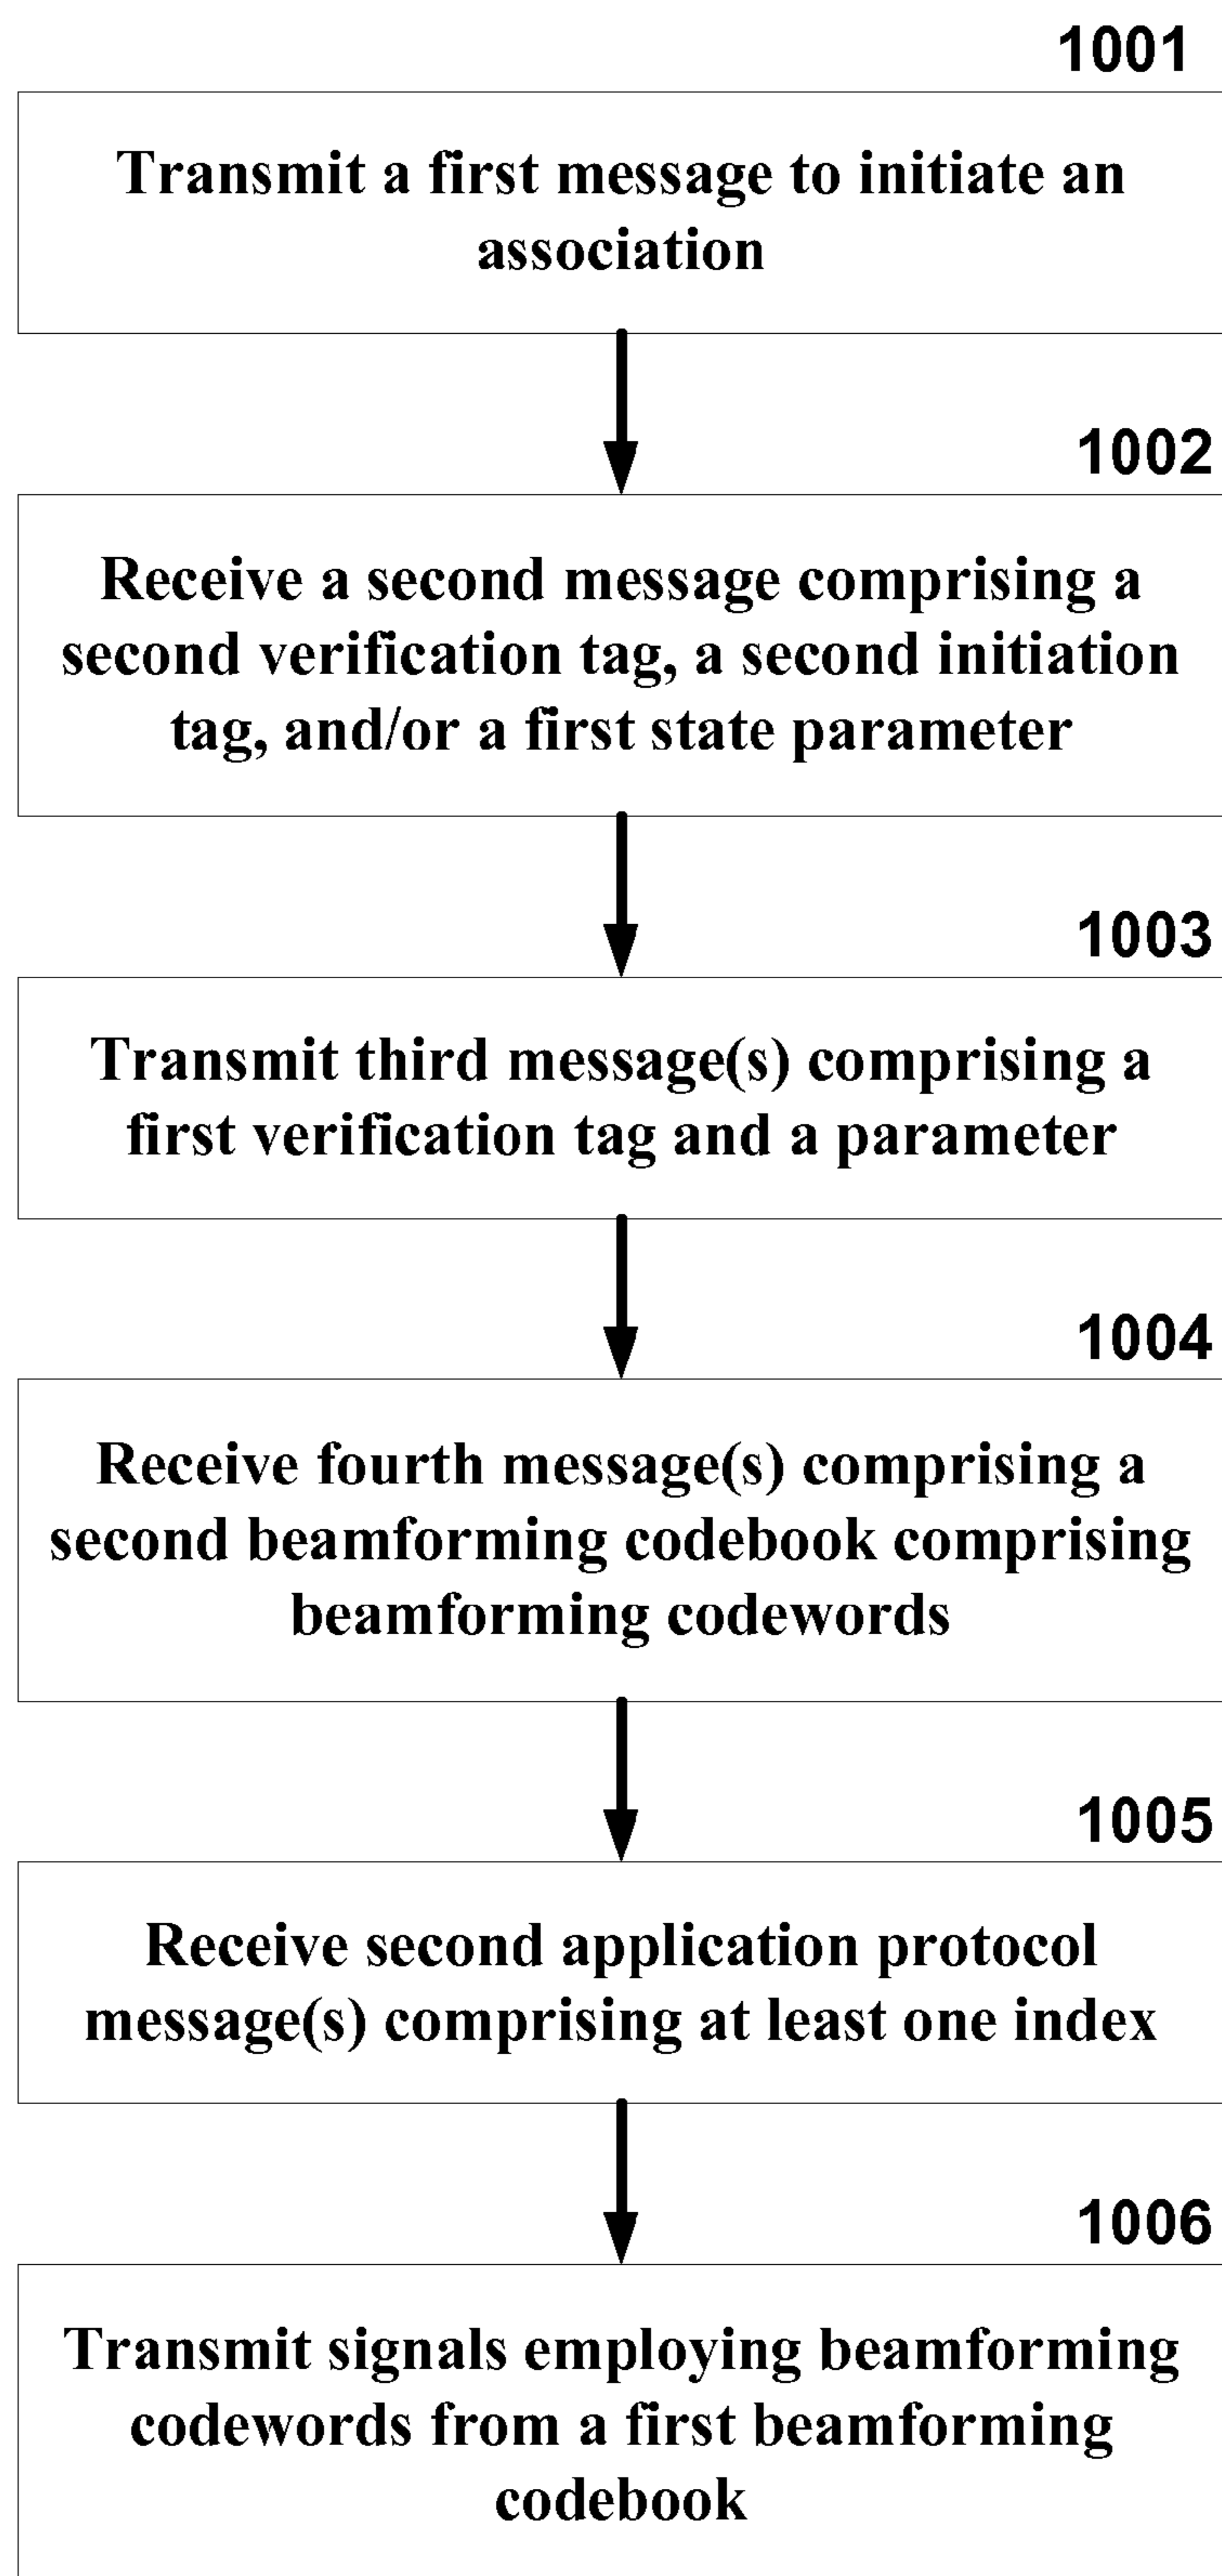 1001
Transmit a first message to initiate an
association
1002
Receive a second message comprising a
second verification tag, a second initiation
tag, and/or a first state parameter
1003
Transmit third message(s) comprising a
first verification tag and a parameter
1004
Receive fourth message(s) comprising a
second beamforming codebook comprising
beamforming codewords
1005
Receive second application protocol
message(s) comprising at least one index
1006
Transmit signals employing beamforming
codewords from a first beamforming
codebook